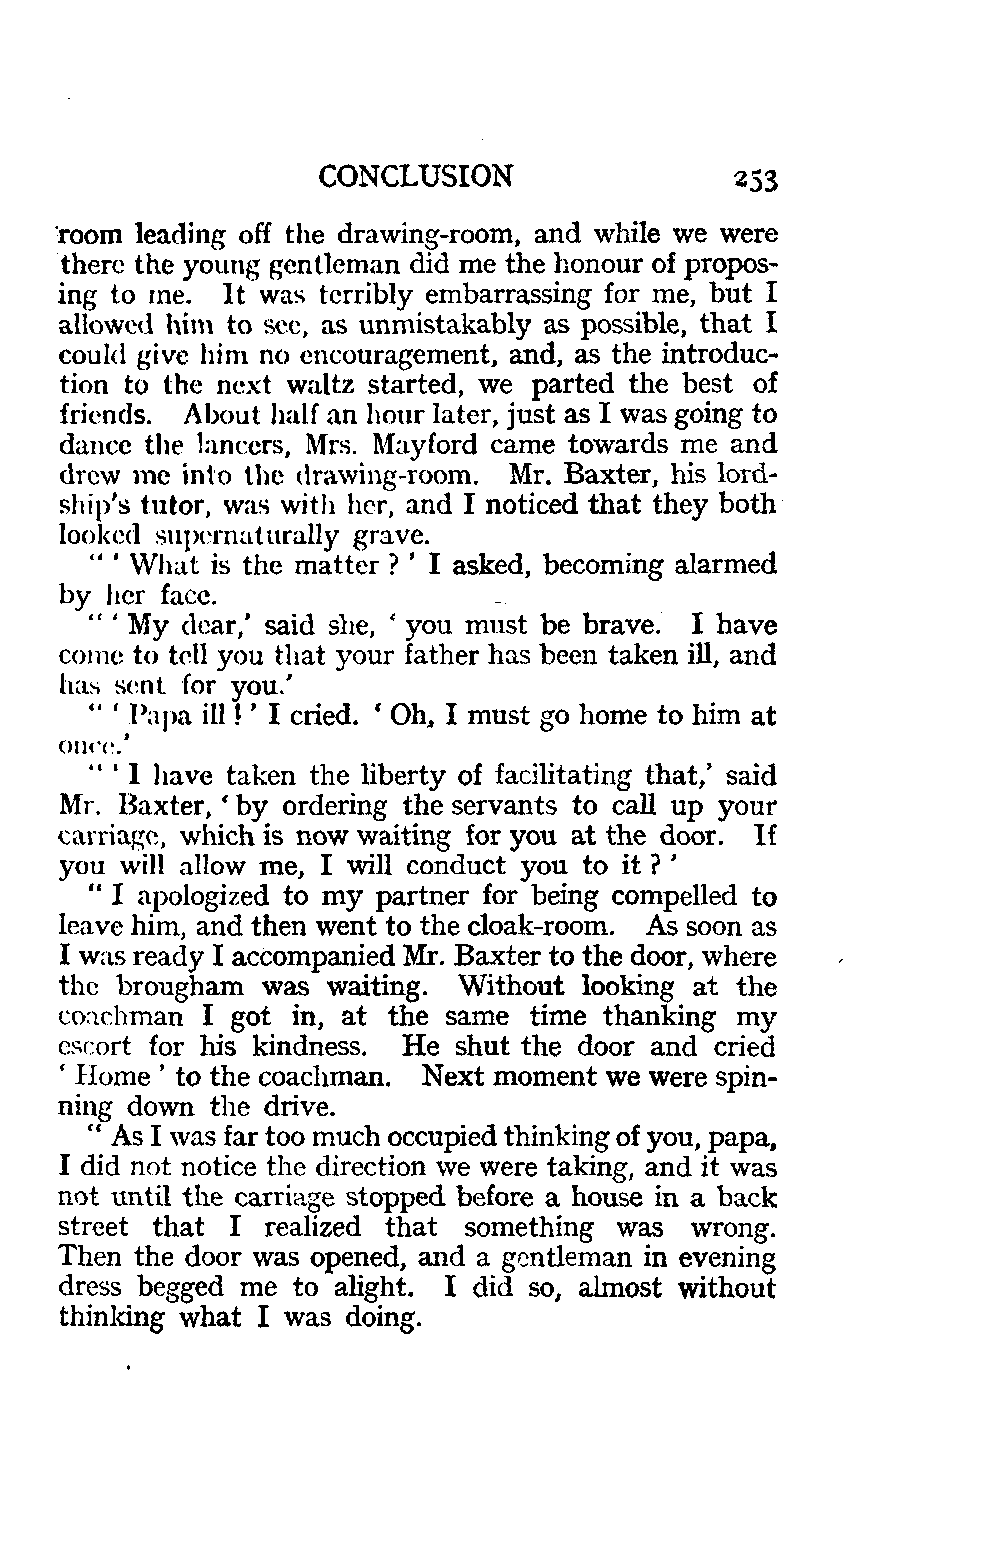 CONCLUSION 253
room leading off the drawing-room, and while we were
there the young gentleman did me the honour of propos-
ing to me. It was terribly embarrassing for me, but I
allowed him to see, as unmistakably as possible, that I
could give him no encouragement, and, as the introduc-
tion to the next waltz started, we parted the best of
friends. About half an hour later, just as I was going to
dance the lancers, Mrs. Mayford came towards me and
drew me into the drawing-room. Mr. Baxter, his lord-
ship's tutor, was with her, and I noticed that they both
looked supernaturally grave.
" ' What is the matter ? ' I asked, becoming alarmed
by her face.
" ' My dear,' said she, ' you must be brave. I have
come to tell you that your father has been taken ill, and
has sent for you.'
" ' Papa ill ! ' I cried. ' Oh, I must go home to him at
once.'
" ' I have taken the liberty of facilitating that,' said
Mr. Baxter, ' by ordering the servants to call up your
carriage, which is now waiting for you at the door. If
you will allow me, I will conduct you to it ? '
" I apologized to my partner for being compelled to
leave him, and then went to the cloak-room. As soon as
I was ready I accompanied Mr. Baxter to the door, where
the brougham was waiting. Without looking at the
coachman I got in, at the same time thanking my
escort for his kindness. He shut the door and cried
' Home ' to the coachman. Next moment we were spin-
ning down the drive.
" As I was far too much occupied thinking of you, papa,
I did not notice the direction we were taking, and it was
not until the carriage stopped before a house in a back
street that I realized that something was wrong.
Then the door was opened, and a gentleman in evening
dress begged me to alight. I did so, almost without
thinking what I was doing.